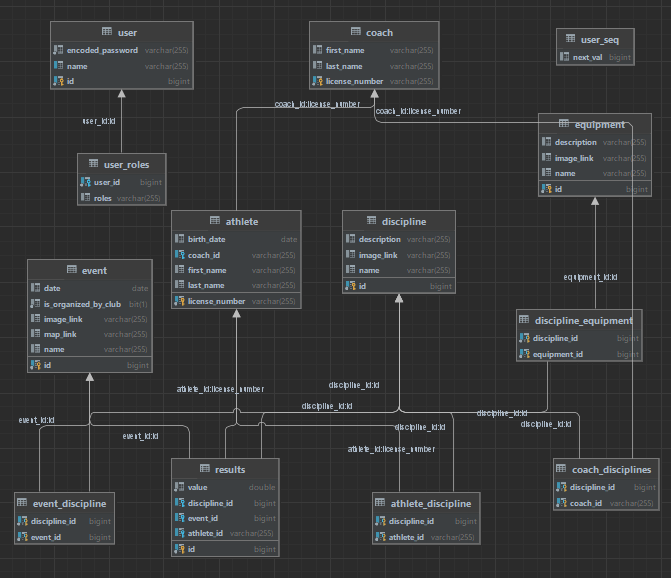 user
encoded_password varchar(255)
name varchar(255)
id bigint
coach
first_name varchar(255)
last_name varchar(255)
license_number varchar(255)
user_seq
next_val bigint
user_id:id
coach_id:license_number
coach_id:license_number
equipment
description varchar(255)
image_link varchar(255)
name varchar(255)
id bigint
user_roles
user_id bigint
roles varchar(255)
athlete
birth_date date
coach_id varchar(255)
first_name varchar(255)
last_name varchar(255)
license_number varchar(255)
discipline
description varchar(255)
image_link varchar(255)
name varchar(255)
id bigint
event
date date
is_organized_by_club bit(1)
image_link varchar(255)
map_link varchar(255)
name varchar(255)
id bigint
equipment_id:id
discipline_equipment
discipline_id bigint
equipment_id bigint
athlete_id:license_number
discipline_id:id
discipline_id:id
discipline_id:id
event_id:id
event_id:id
discipline_id:id
discipline_id:id
athlete_id:license_number
results
value double
discipline_id bigint
event_id bigint
athlete_id varchar(255)
id bigint
coach_disciplines
discipline_id bigint
coach_id varchar(255)
event_discipline
discipline_id bigint
event_id bigint
athlete_discipline
discipline_id bigint
athlete_id varchar(255)